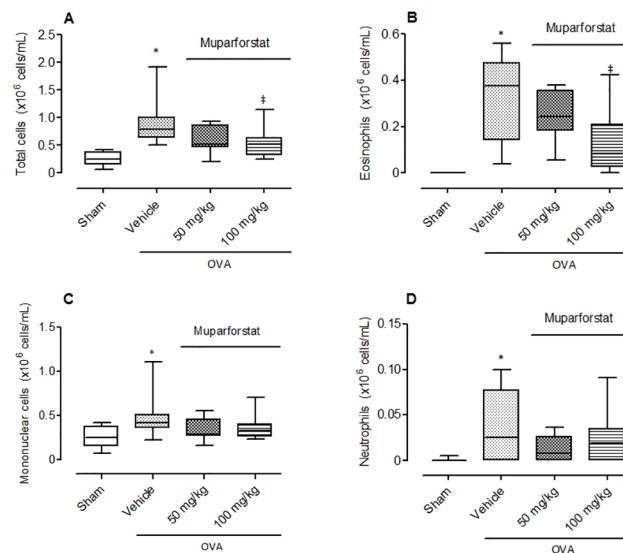 A
Muparforstat
Total cells (x10⁶ cells/mL)
2.5
2.0
1.5
1.0
0.5
0
*
‡
Sham
Vehicle
50 mg/kg
100 mg/kg
OVA
B
Muparforstat
Eosinophils (x10⁶ cells/mL)
0.6
0.4
0.2
0
*
‡
Sham
Vehicle
50 mg/kg
100 mg/kg
OVA
C
Muparforstat
Mononuclear cells (x10⁶ cells/mL)
1.5
1.0
0.5
0
*
Sham
Vehicle
50 mg/kg
100 mg/kg
OVA
D
Muparforstat
Neutrophils (x10⁶ cells/mL)
0.15
0.10
0.05
0
*
Sham
Vehicle
50 mg/kg
100 mg/kg
OVA